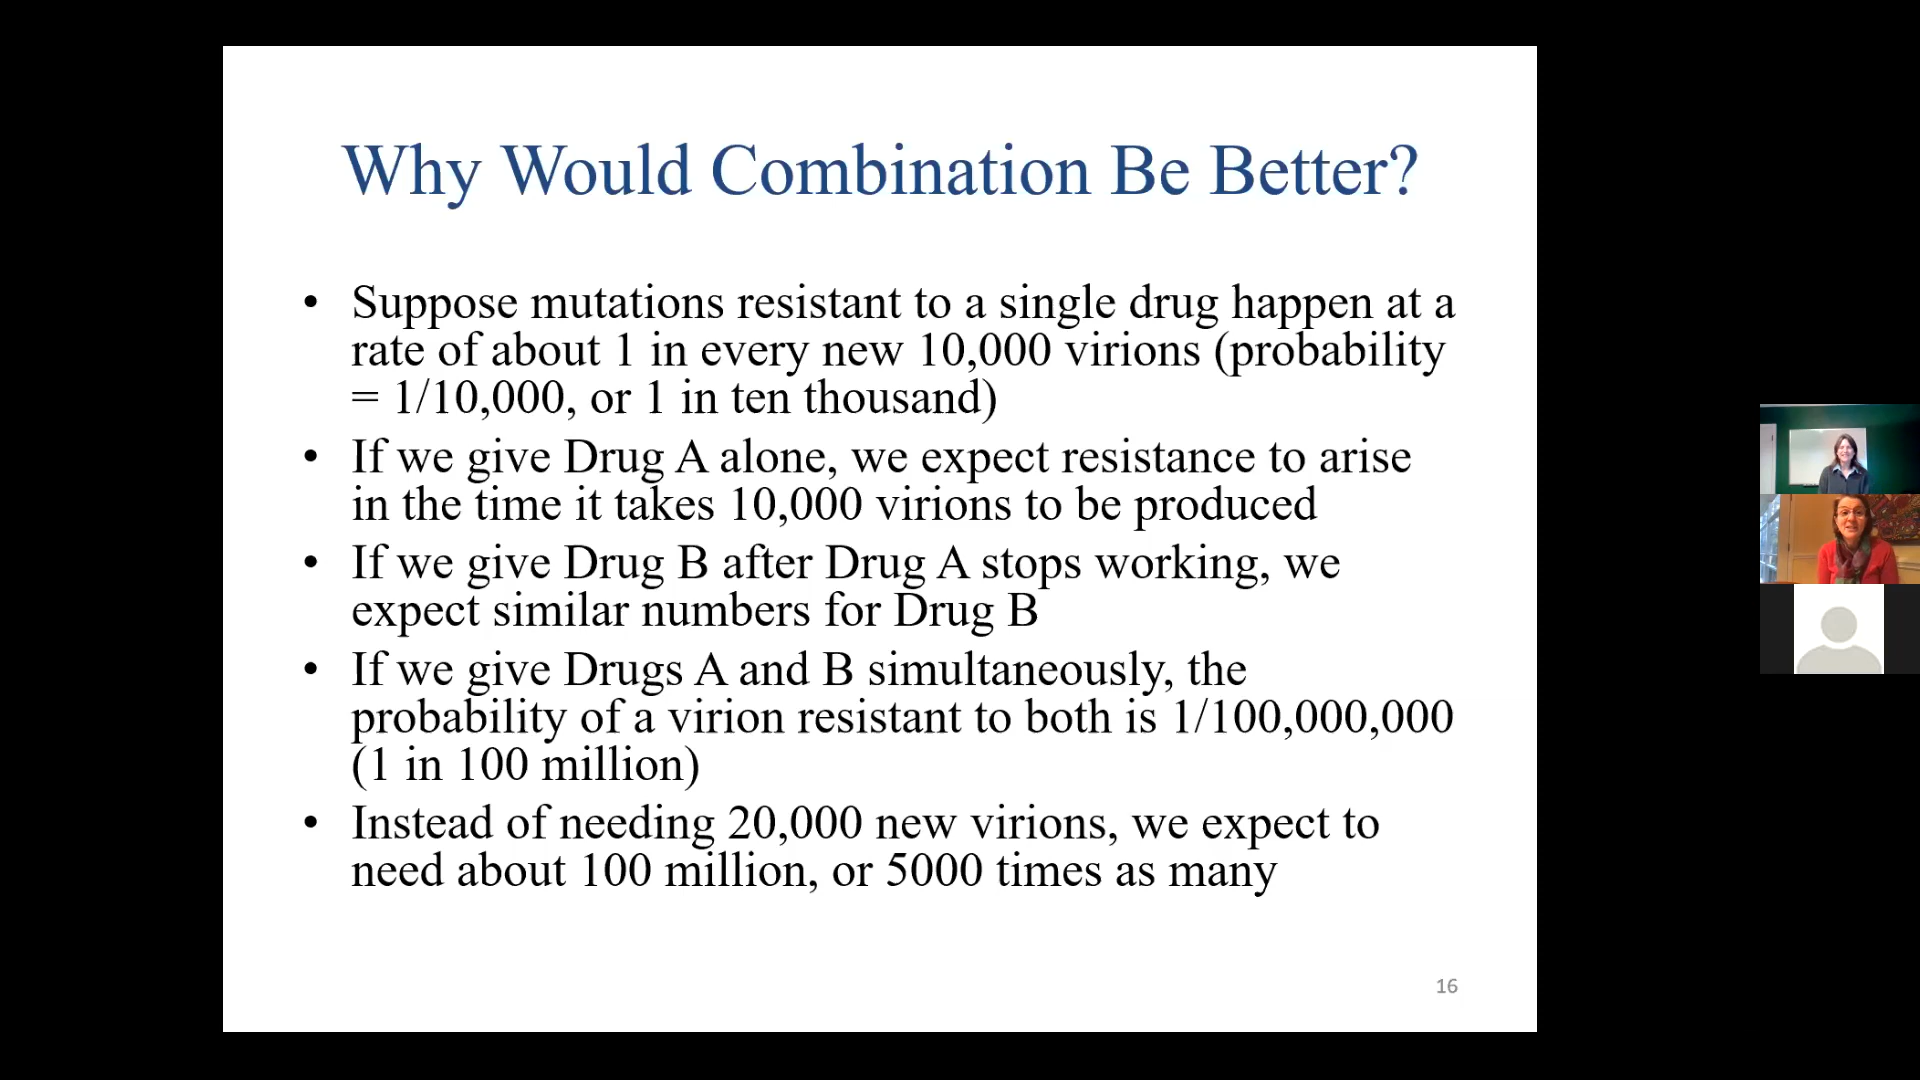 Why Would Combination Be Better?
• Suppose mutations resistant to a single drug happen at a
rate of about 1 in every new 10,000 virions (probability
= 1/10,000, or 1 in ten thousand)
• If we give Drug A alone, we expect resistance to arise
in the time it takes 10,000 virions to be produced
• If we give Drug B after Drug A stops working, we
expect similar numbers for Drug B
• If we give Drugs A and B simultaneously, the
probability of a virion resistant to both is 1/100,000,000
(1 in 100 million)
• Instead of needing 20,000 new virions, we expect to
need about 100 million, or 5000 times as many
16